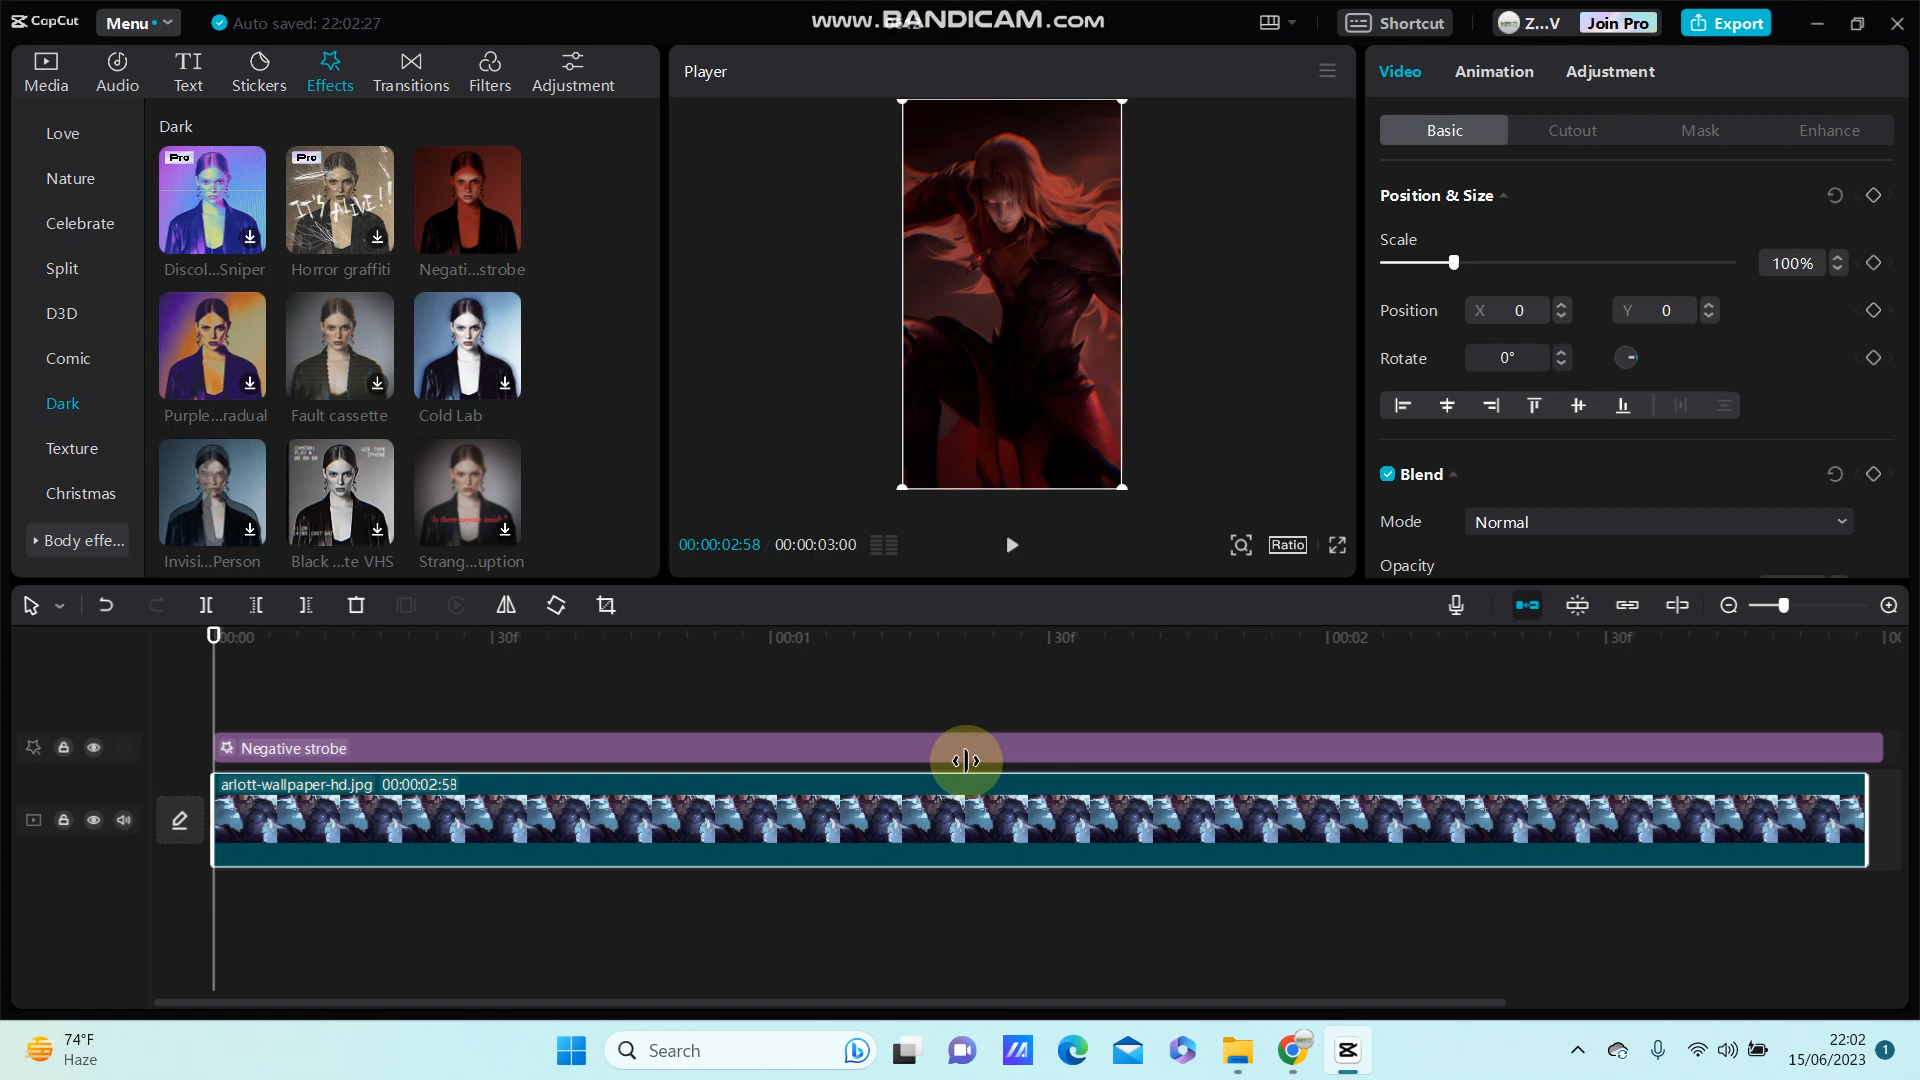 CapCut
Menu
Auto saved: 22:02:27
www.BANDICAM.com
Shortcut
Z...V
Join Pro
Export
Media
Audio
Text
Stickers
Effects
Transitions
Filters
Adjustment
Player
Video
Animation
Adjustment
Love
Nature
Celebrate
Split
D3D
Comic
Dark
Texture
Christmas
Body effe...
Dark
Pro
Pro
IT'S ALIVE!!
Discol...Sniper
Horror graffiti
Negati...strobe
Purple...radual
Fault cassette
Cold Lab
Invisi...Person
Black ...te VHS
Strang...uption
00:00:02:58
00:00:03:00
Ratio
Basic
Cutout
Mask
Enhance
Position & Size
Scale
100%
Position
X 0
Y 0
Rotate
0°
Blend
Mode
Normal
Opacity
00:00
30f
00:01
30f
00:02
30f
Negative strobe
arlott-wallpaper-hd.jpg 00:00:02:58
74°F
Haze
Search
22:02
15/06/2023
1